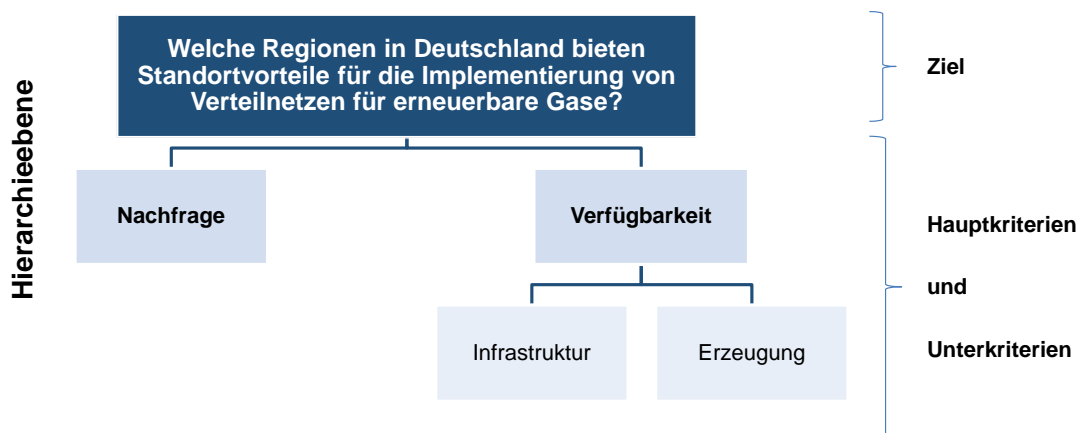 Welche Regionen in Deutschland bieten
Standortvorteile für die Implementierung von
Verteilnetzen für erneuerbare Gase?
Ziel
Hierarchieebene
Nachfrage
Verfügbarkeit
Hauptkriterien
und
Unterkriterien
Infrastruktur
Erzeugung